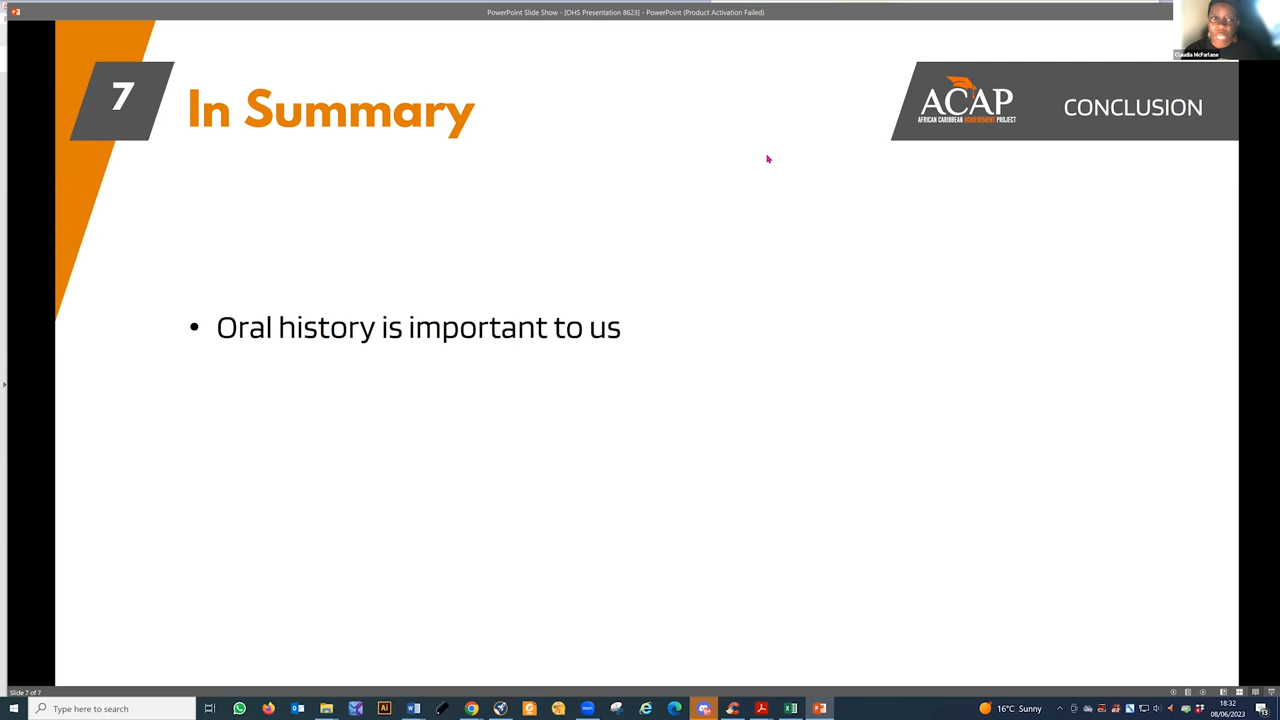 PowerPoint Slide Show - [OHS Presentation 8623] - PowerPoint (Product Activation Failed)
Claudia McFarlane
7
In Summary
ACAP
AFRICAN CARIBBEAN ACHIEVEMENT PROJECT
CONCLUSION
• Oral history is important to us
Slide 7 of 7
Type here to search
16°C Sunny
18:32
08/06/2023
13